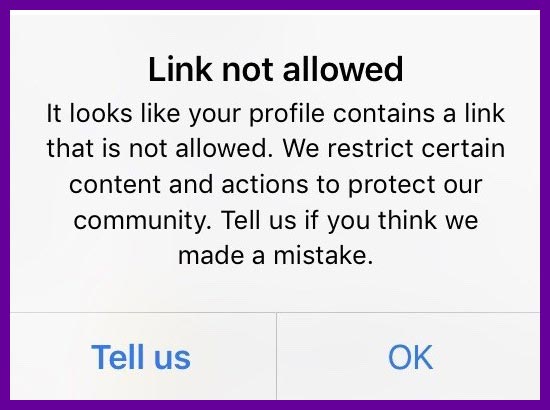 Link not allowed
It looks like your profile contains a link
that is not allowed. We restrict certain
content and actions to protect our
community. Tell us if you think we
made a mistake.
Tell us
OK